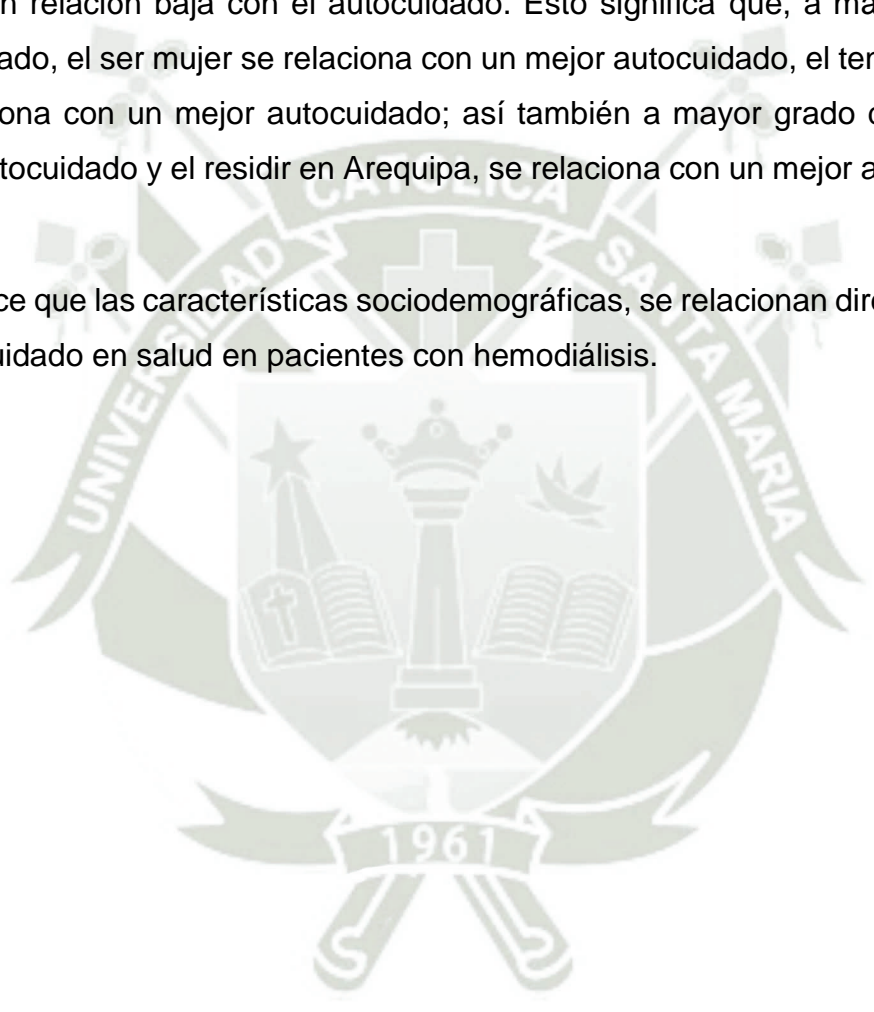 n relación baja con el autocuidado. Esto significa que, a ma
ado, el ser mujer se relaciona con un mejor autocuidado, el ten
iona con un mejor autocuidado; así también a mayor grado
utocuidado y el residir en Arequipa, se relaciona con un mejor a
ce que las características sociodemográficas, se relacionan dire
uidado en salud en pacientes con hemodiálisis.
UNIVERSIDAD CATOLICA SANTA MARIA
1961